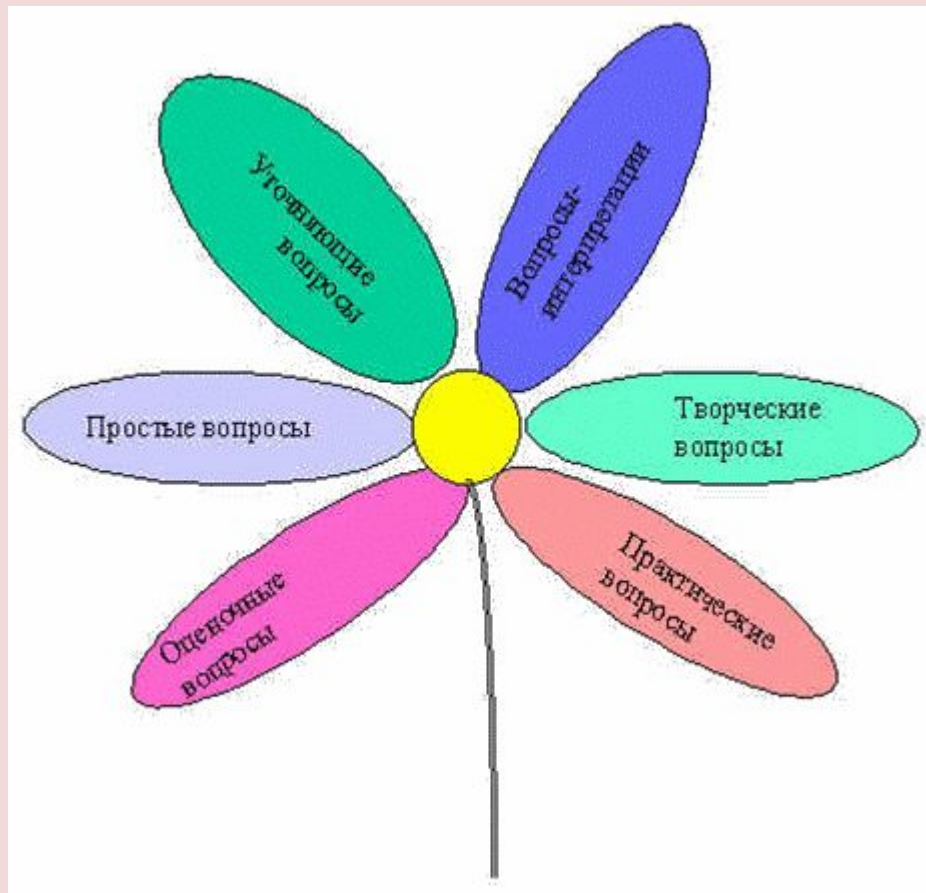 Уточняющие
вопросы
Вопросы-
интерпретации
Простые вопросы
Творческие
вопросы
Оценочные
вопросы
Практические
вопросы